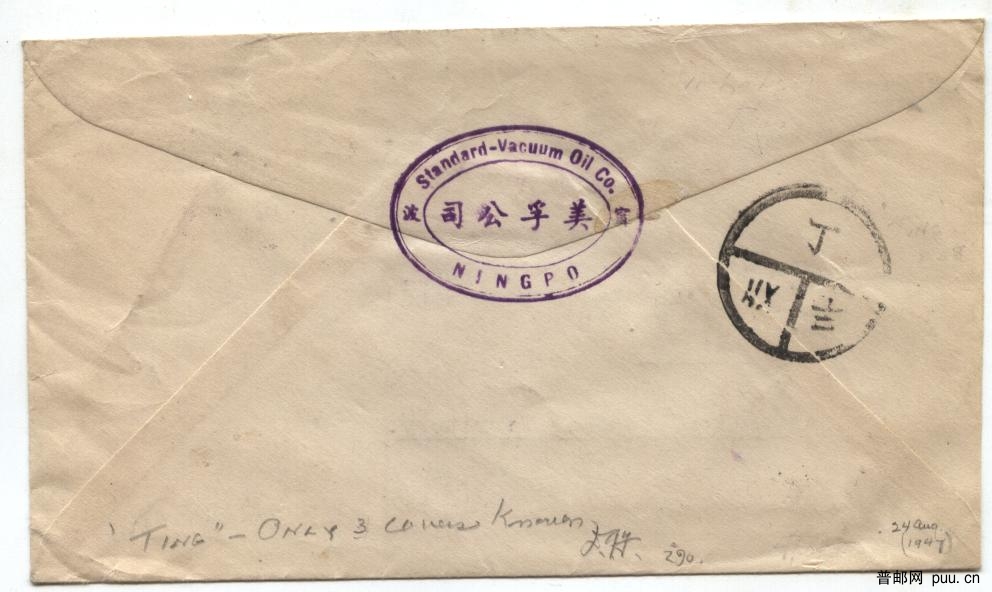 Standard-Vacuum Oil Co.
波 司公孚美 寗
NINGPO
丁
"TING" - ONLY 3 covers Known
290.
24 Aug.
(1947)
普邮网 puu.cn